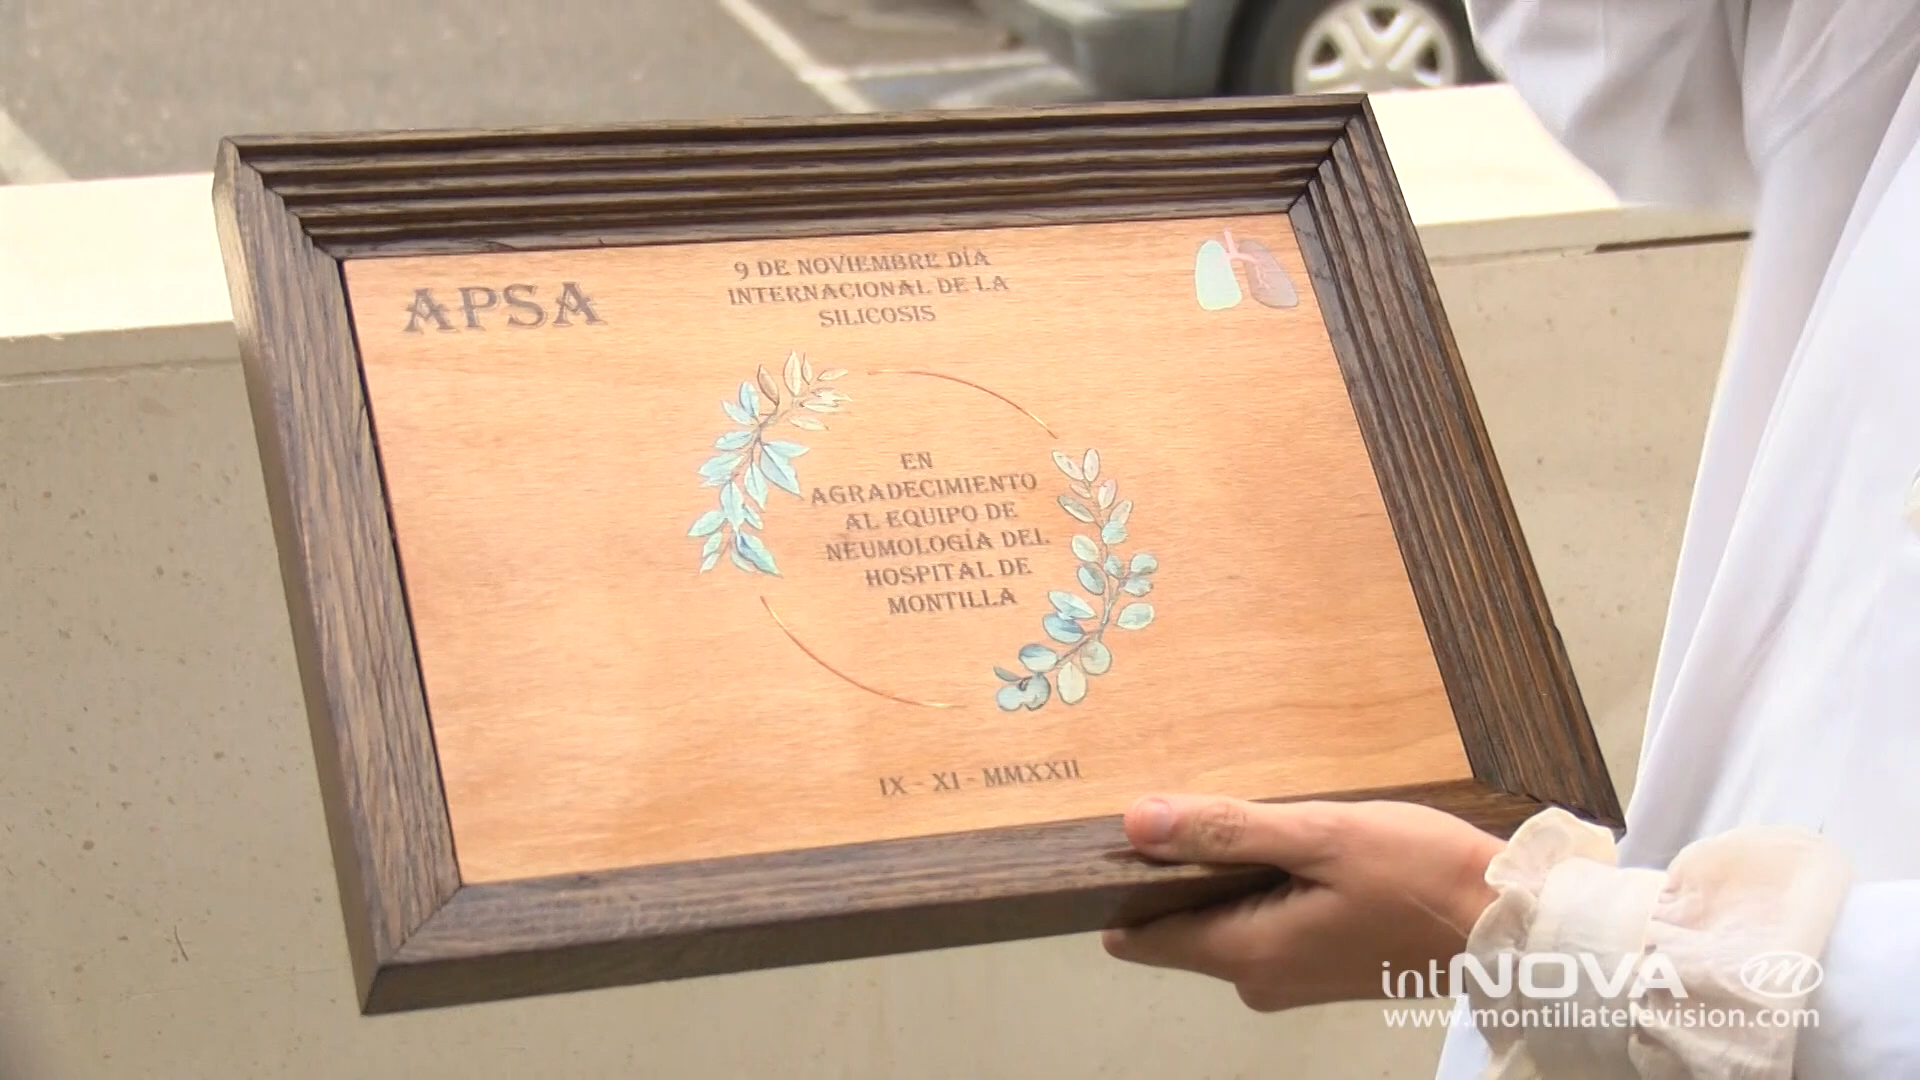 APSA
9 DE NOVIEMBRE DÍA
INTERNACIONAL DE LA
SILICOSIS
EN
AGRADECIMIENTO
AL EQUIPO DE
NEUMOLOGÍA DEL
HOSPITAL DE
MONTILLA
IX - XI - MMXXII
intNOVA m
www.montillatelevision.com